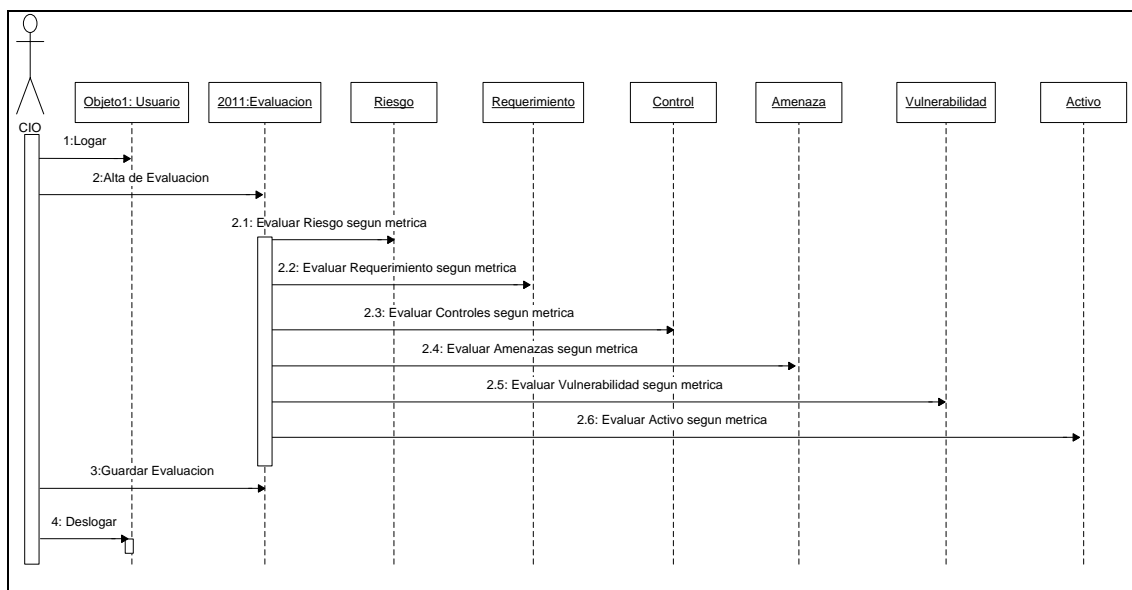 Objeto1: Usuario
2011:Evaluacion
Riesgo
Requerimiento
Control
Amenaza
Vulnerabilidad
Activo
CIO
1:Logar
2:Alta de Evaluacion
2.1: Evaluar Riesgo segun metrica
2.2: Evaluar Requerimiento segun metrica
2.3: Evaluar Controles segun metrica
2.4: Evaluar Amenazas segun metrica
2.5: Evaluar Vulnerabilidad segun metrica
2.6: Evaluar Activo segun metrica
3:Guardar Evaluacion
4: Deslogar